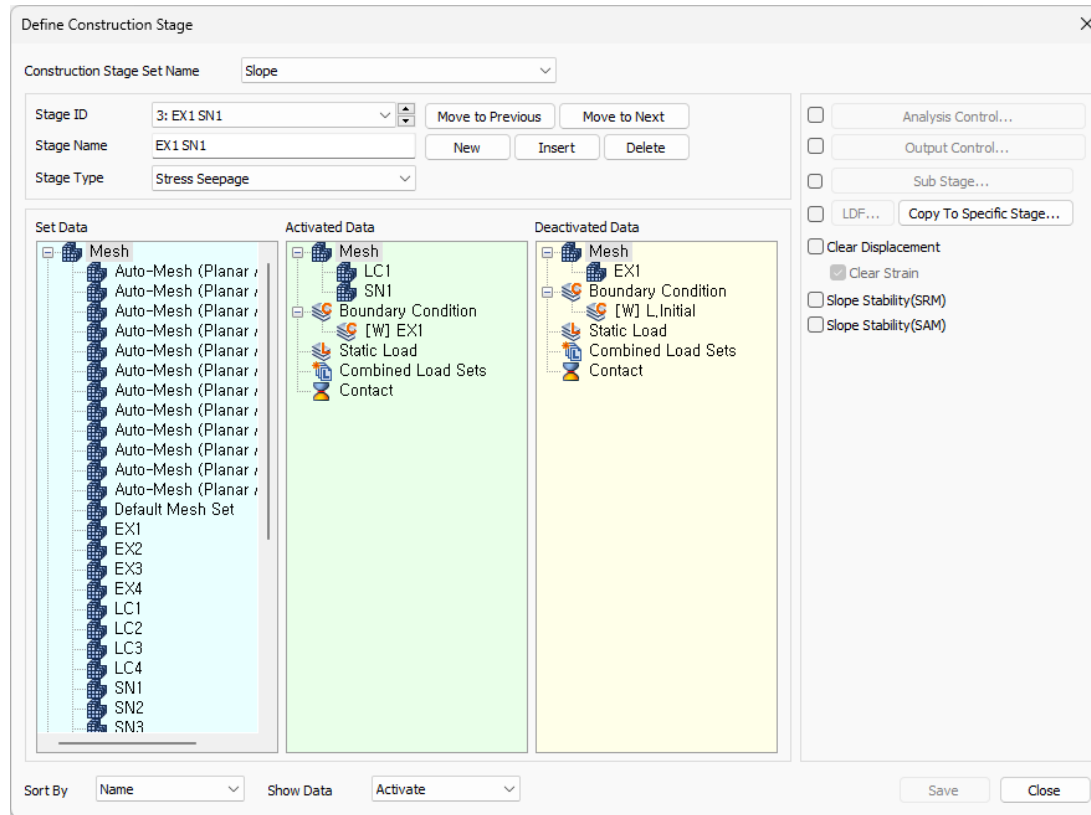 Define Construction Stage
Construction Stage Set Name Slope
Stage ID 3: EX1 SN1 Move to Previous Move to Next
Stage Name EX1 SN1 New Insert Delete
Stage Type Stress Seepage
Analysis Control...
Output Control...
Sub Stage...
LDF... Copy To Specific Stage...
Clear Displacement
Clear Strain
Slope Stability(SRM)
Slope Stability(SAM)
Set Data
Mesh
Auto-Mesh (Planar
Auto-Mesh (Planar
Auto-Mesh (Planar
Auto-Mesh (Planar
Auto-Mesh (Planar
Auto-Mesh (Planar
Auto-Mesh (Planar
Auto-Mesh (Planar
Auto-Mesh (Planar
Auto-Mesh (Planar
Auto-Mesh (Planar
Auto-Mesh (Planar
Default Mesh Set
EX1
EX2
EX3
EX4
LC1
LC2
LC3
LC4
SN1
SN2
SN3
Activated Data
Mesh
LC1
SN1
Boundary Condition
[W] EX1
Static Load
Combined Load Sets
Contact
Deactivated Data
Mesh
EX1
Boundary Condition
[W] L,Initial
Static Load
Combined Load Sets
Contact
Sort By Name Show Data Activate Save Close